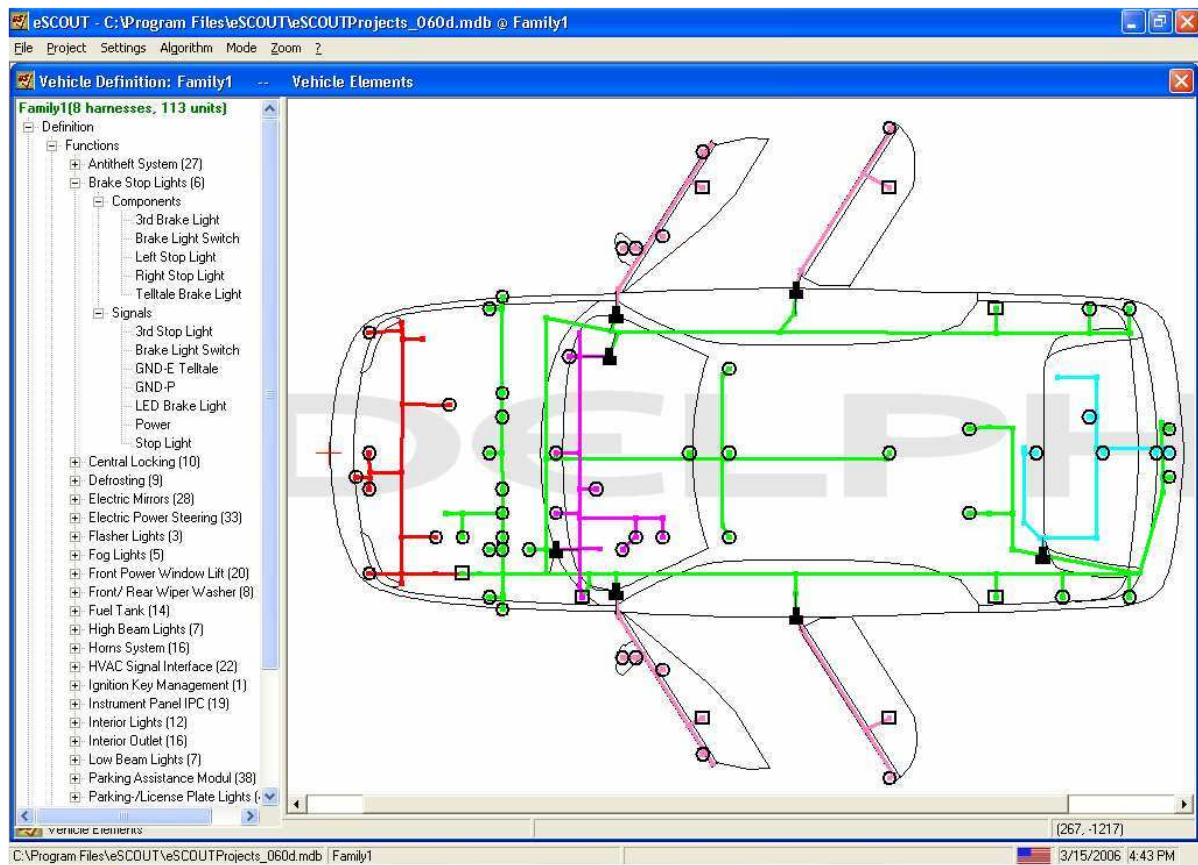 eSCOUT - C:\Program Files\eSCOUT\eSCOUTProjects_060d.mdb @ Family1
File Project Settings Algorithm Mode Zoom ?
Vehicle Definition: Family1 -- Vehicle Elements
Family1(8 harnesses, 113 units)
Definition
Functions
Antitheft System (27)
Brake Stop Lights (6)
Components
3rd Brake Light
Brake Light Switch
Left Stop Light
Right Stop Light
Telltale Brake Light
Signals
3rd Stop Light
Brake Light Switch
GND-E Telltale
GND-P
LED Brake Light
Power
Stop Light
Central Locking (10)
Defrosting (9)
Electric Mirrors (28)
Electric Power Steering (33)
Flasher Lights (3)
Fog Lights (5)
Front Power Window Lift (20)
Front/ Rear Wiper Washer (8)
Fuel Tank (14)
High Beam Lights (7)
Horns System (16)
HVAC Signal Interface (22)
Ignition Key Management (1)
Instrument Panel IPC (19)
Interior Lights (12)
Interior Outlet (16)
Low Beam Lights (7)
Parking Assistance Modul (38)
Parking-/License Plate Lights (
DELPH
Vehicle Elements
(267, -1217)
C:\Program Files\eSCOUT\eSCOUTProjects_060d.mdb Family1
3/15/2006 4:43 PM